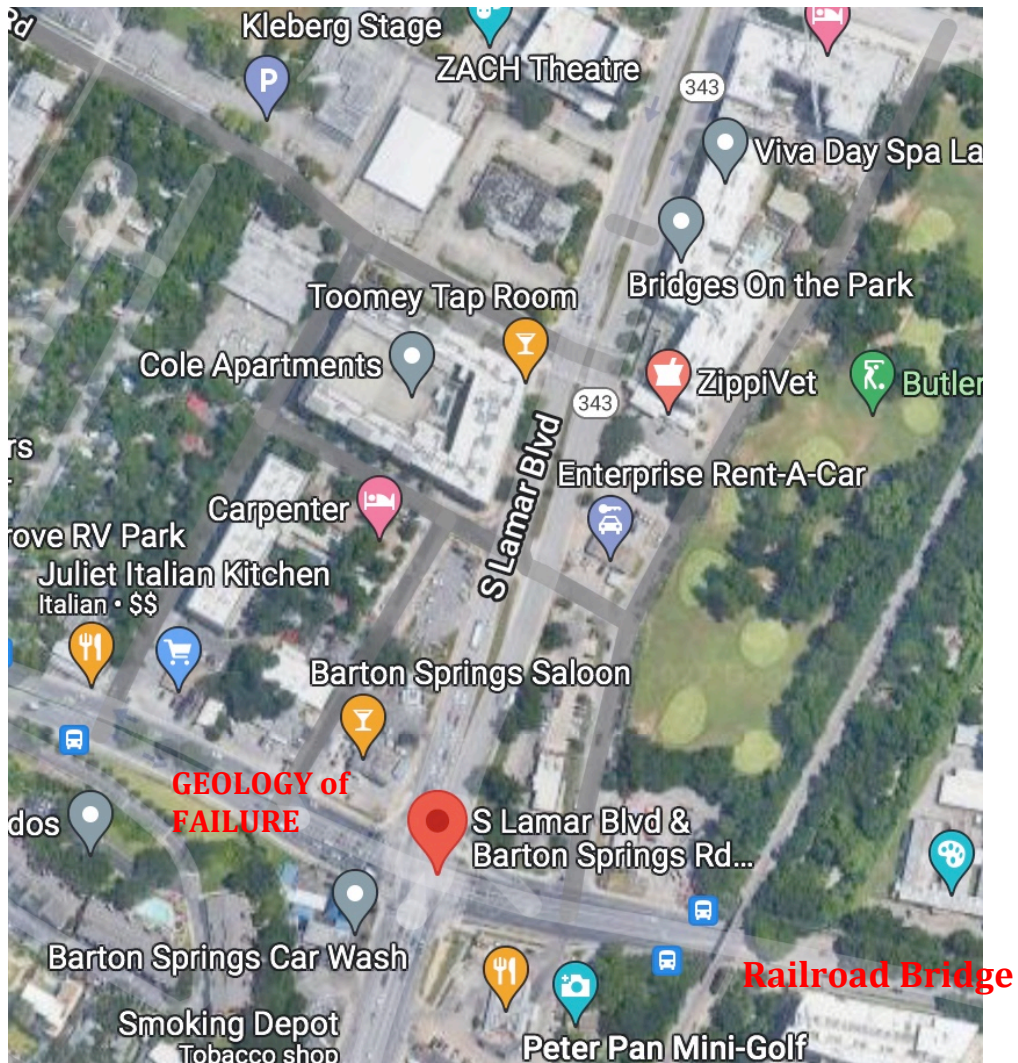 Rd
Kleberg Stage
ZACH Theatre
P
343
Viva Day Spa La
Bridges On the Park
Toomey Tap Room
Cole Apartments
ZippiVet
Butler
343
S Lamar Blvd
rs
Enterprise Rent-A-Car
Carpenter
rove RV Park
Juliet Italian Kitchen
Italian • $$
Barton Springs Saloon
GEOLOGY of
FAILURE
dos
S Lamar Blvd &
Barton Springs Rd...
Barton Springs Car Wash
Railroad Bridge
Smoking Depot
Tobacco shop
Peter Pan Mini-Golf